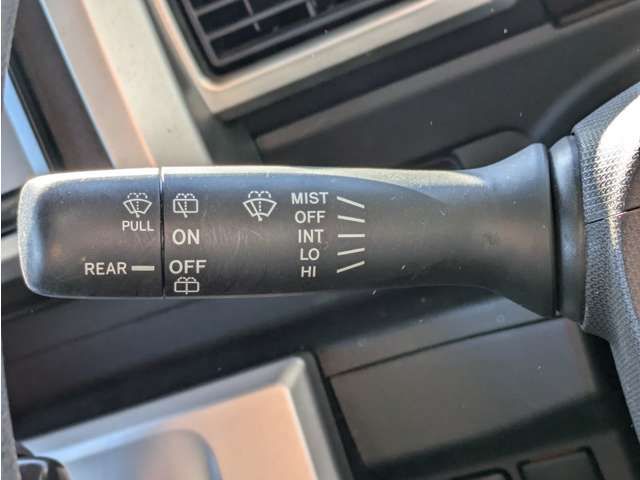 PULL
REAR
ON
OFF
MIST
OFF
INT
LO
HI